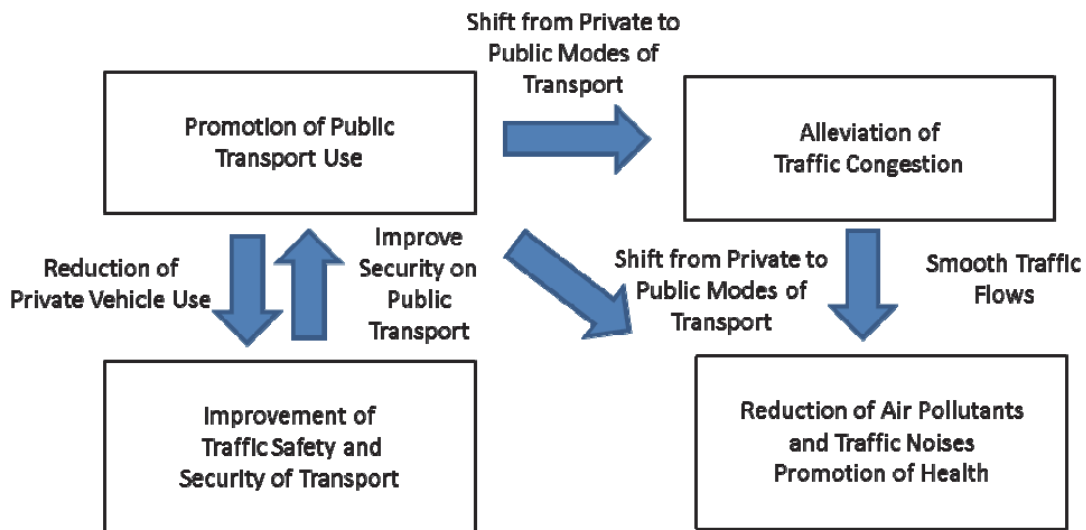 Shift from Private to
Public Modes of
Transport
Promotion of Public
Transport Use
Alleviation of
Traffic Congestion
Reduction of
Private Vehicle Use
Improve
Security on
Public
Transport
Shift from Private to
Public Modes of
Transport
Smooth Traffic
Flows
Improvement of
Traffic Safety and
Security of Transport
Reduction of Air Pollutants
and Traffic Noises
Promotion of Health